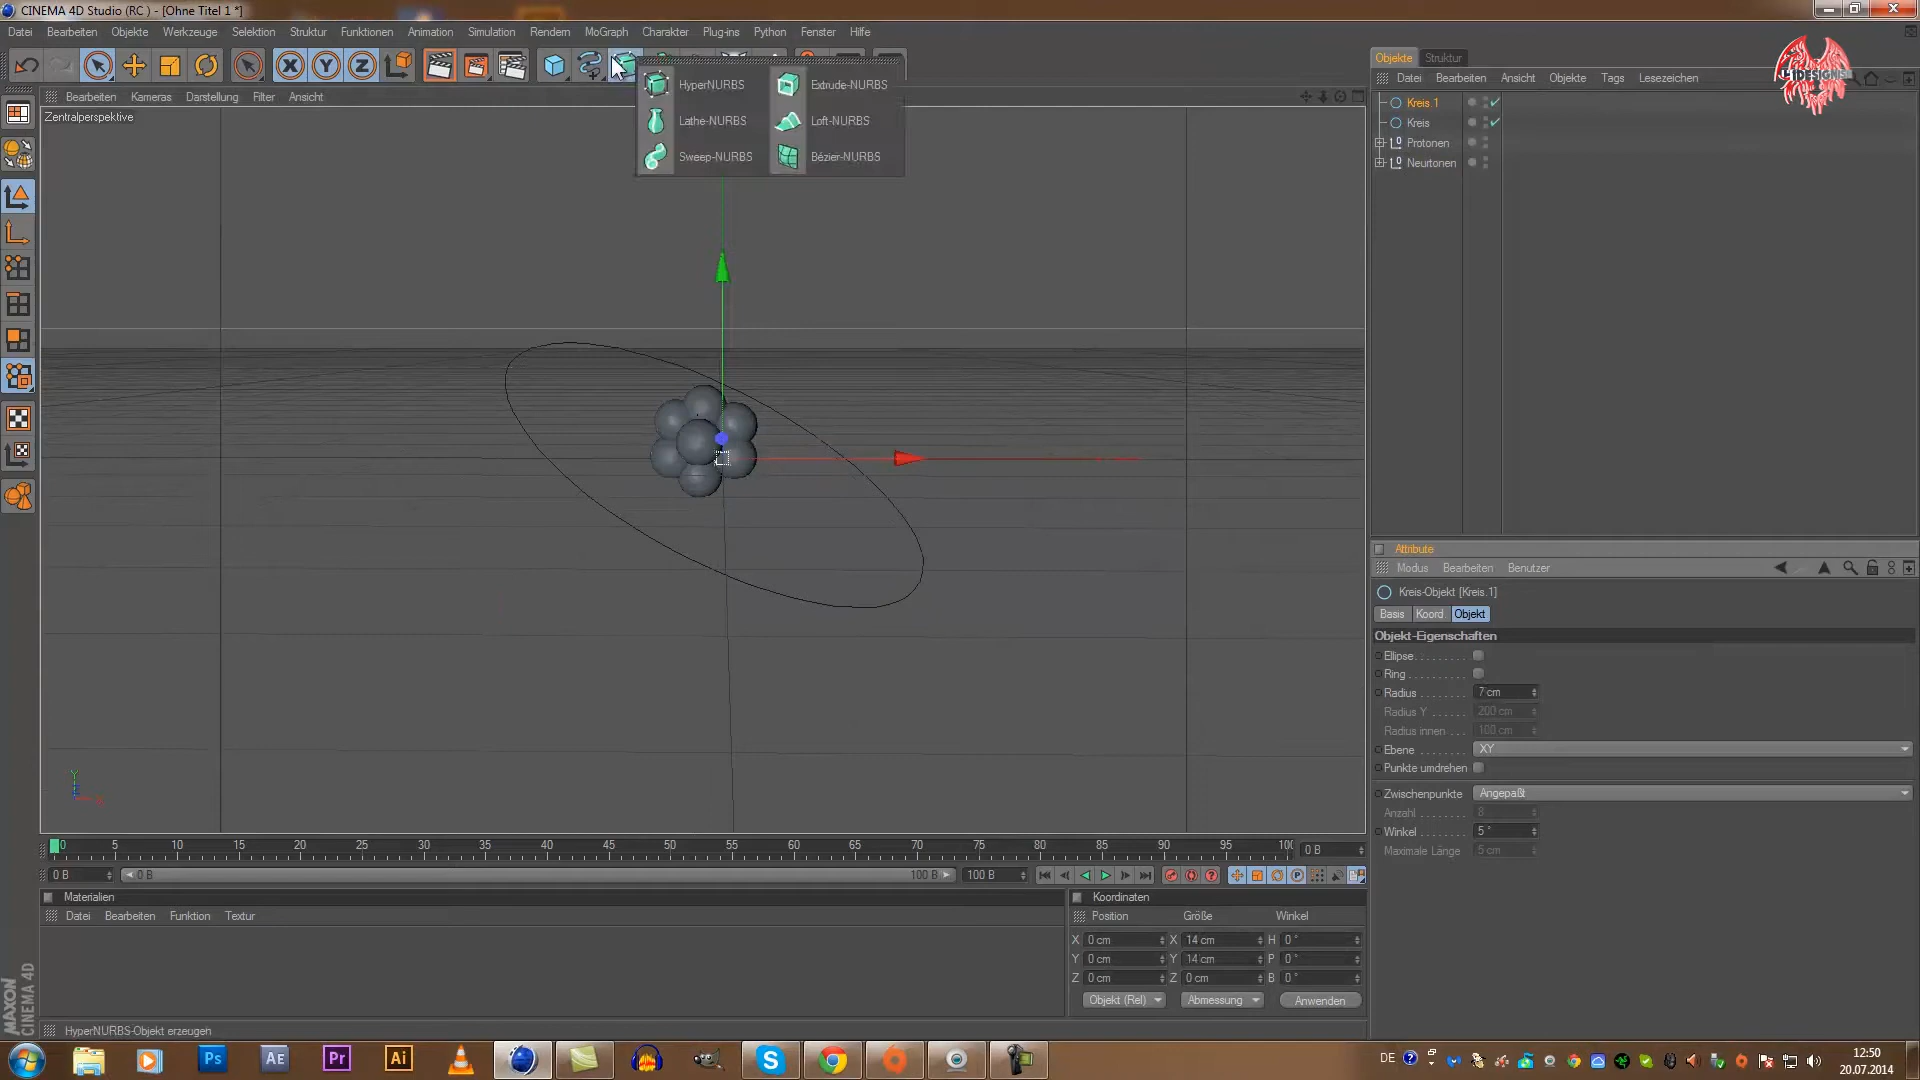 CINEMA 4D Studio (RC ) - [Ohne Titel 1 *]
Datei Bearbeiten Objekte Werkzeuge Selektion Struktur Funktionen Animation Simulation Rendern MoGraph Charakter Plug-ins Python Fenster Hilfe
X Y Z
HyperNURBS Extrude-NURBS
Lathe-NURBS Loft-NURBS
Sweep-NURBS Bézier-NURBS
Bearbeiten Kameras Darstellung Filter Ansicht
Zentralperspektive
Objekte Struktur
Datei Bearbeiten Ansicht Objekte Tags Lesezeichen
Kreis.1
Kreis
Protonen
Neurtonen
Attribute
Modus Bearbeiten Benutzer
Kreis-Objekt [Kreis.1]
Basis Koord. Objekt
Objekt-Eigenschaften
Ellipse
Ring
Radius 7 cm
Radius Y 200 cm
Radius innen 100 cm
Ebene XY
Punkte umdrehen
Zwischenpunkte Angepaßt
Anzahl 8
Winkel 5 °
Maximale Länge 5 cm
0 5 10 15 20 25 30 35 40 45 50 55 60 65 70 75 80 85 90 95 100 0 B
0 B 0 B 100 B 100 B
Materialien
Datei Bearbeiten Funktion Textur
Koordinaten
Position Größe Winkel
X 0 cm X 14 cm H 0 °
Y 0 cm Y 14 cm P 0 °
Z 0 cm Z 0 cm B 0 °
Objekt (Rel) Abmessung Anwenden
MAXON
CINEMA 4D
HyperNURBS-Objekt erzeugen
Ps AE Pr Ai
DE
12:50
20.07.2014